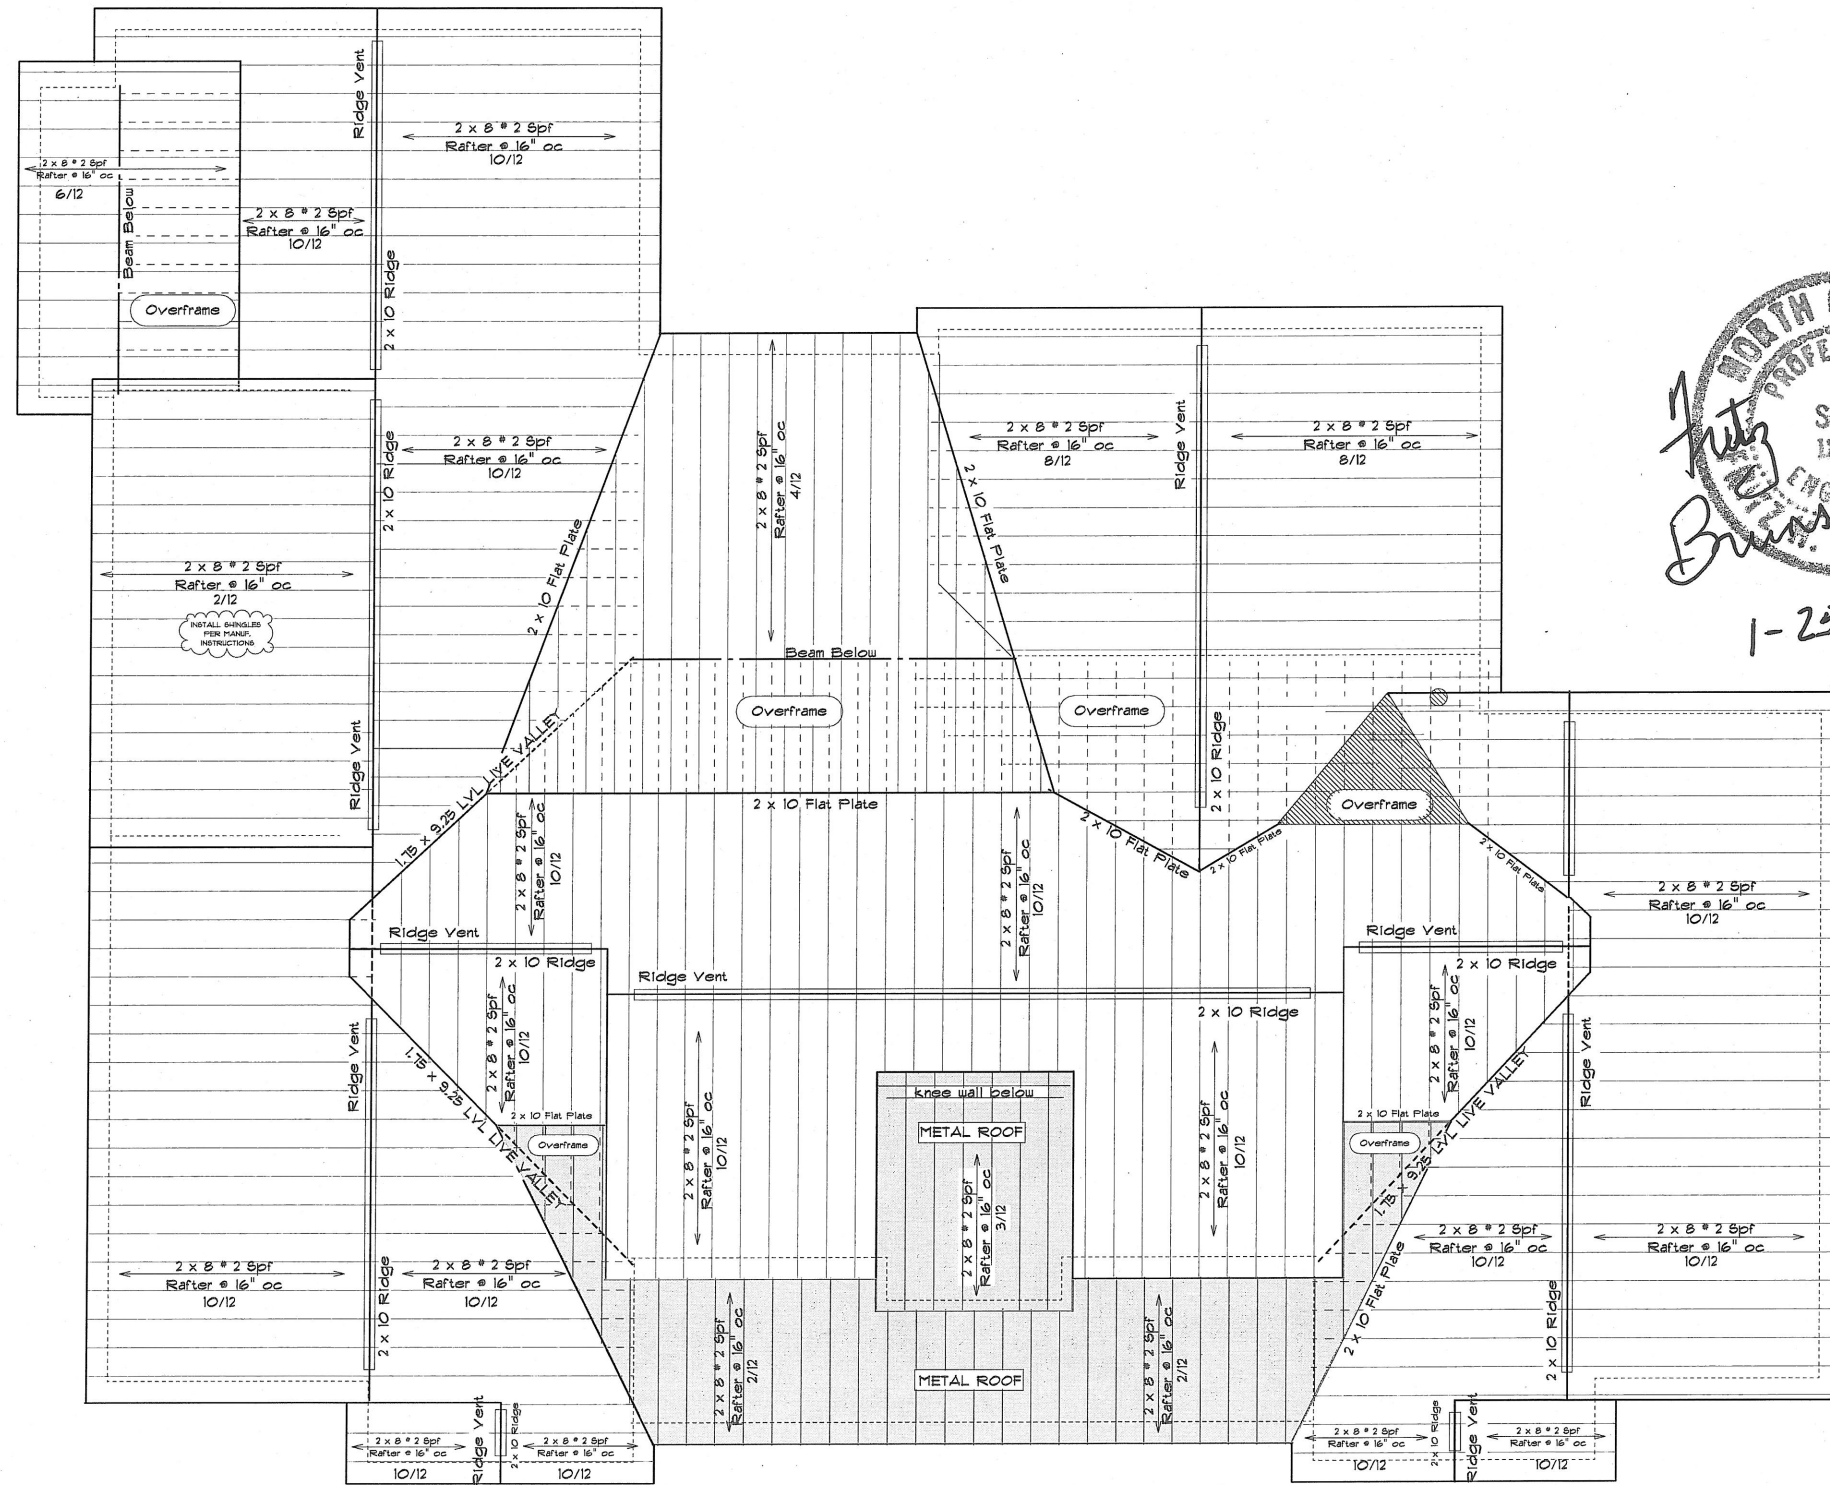 Ridge Vent
2 x 8 # 2 Spf
Rafter @ 16" oc
10/12
2 x 8 # 2 Spf
Rafter @ 16" oc
6/12
Beam Below
2 x 8 # 2 Spf
Rafter @ 16" oc
10/12
2 x 10 Ridge
Overframe
2 x 10 Ridge
2 x 8 # 2 Spf
Rafter @ 16" oc
10/12
2 x 8 # 2 Spf
Rafter @ 16" oc
4/12
2 x 8 # 2 Spf
Rafter @ 16" oc
8/12
Ridge Vent
2 x 8 # 2 Spf
Rafter @ 16" oc
8/12
NORTH
PROFE
Fritz
1-2
2 x 10 Flat Plate
2 x 10 Flat Plate
2 x 8 # 2 Spf
Rafter @ 16" oc
2/12
INSTALL SHINGLES
PER MANUF.
INSTRUCTIONS
Beam Below
Overframe
Overframe
2 x 10 Ridge
Ridge Vent
1.75 x 9.25 LVL LIVE VALLEY
2 x 10 Flat Plate
Overframe
2 x 10 Flat Plate
2 x 10 Flat Plate
2 x 10 Flat Plate
2 x 8 # 2 Spf
Rafter @ 16" oc
10/12
2 x 8 # 2 Spf
Rafter @ 16" oc
10/12
2 x 8 # 2 Spf
Rafter @ 16" oc
10/12
Ridge Vent
2 x 10 Ridge
Ridge Vent
2 x 10 Ridge
Ridge Vent
2 x 10 Ridge
2 x 8 # 2 Spf
Rafter @ 16" oc
10/12
2 x 8 # 2 Spf
Rafter @ 16" oc
10/12
Ridge Vent
Ridge Vent
1.75 x 9.25 LVL LIVE VALLEY
1.75 x 9.25 LVL LIVE VALLEY
2 x 10 Flat Plate
Overframe
2 x 10 Flat Plate
Overframe
2 x 8 # 2 Spf
Rafter @ 16" oc
10/12
knee wall below
METAL ROOF
2 x 8 # 2 Spf
Rafter @ 16" oc
3/12
2 x 8 # 2 Spf
Rafter @ 16" oc
10/12
2 x 8 # 2 Spf
Rafter @ 16" oc
10/12
2 x 10 Ridge
2 x 8 # 2 Spf
Rafter @ 16" oc
10/12
2 x 10 Flat Plate
2 x 8 # 2 Spf
Rafter @ 16" oc
10/12
2 x 10 Ridge
2 x 8 # 2 Spf
Rafter @ 16" oc
10/12
2 x 8 # 2 Spf
Rafter @ 16" oc
2/12
METAL ROOF
2 x 8 # 2 Spf
Rafter @ 16" oc
2/12
2 x 8 # 2 Spf
Rafter @ 16" oc
10/12
Ridge Vent
2 x 10 Ridge
2 x 8 # 2 Spf
Rafter @ 16" oc
10/12
2 x 8 # 2 Spf
Rafter @ 16" oc
10/12
2 x 10 Ridge
Ridge Vent
2 x 8 # 2 Spf
Rafter @ 16" oc
10/12